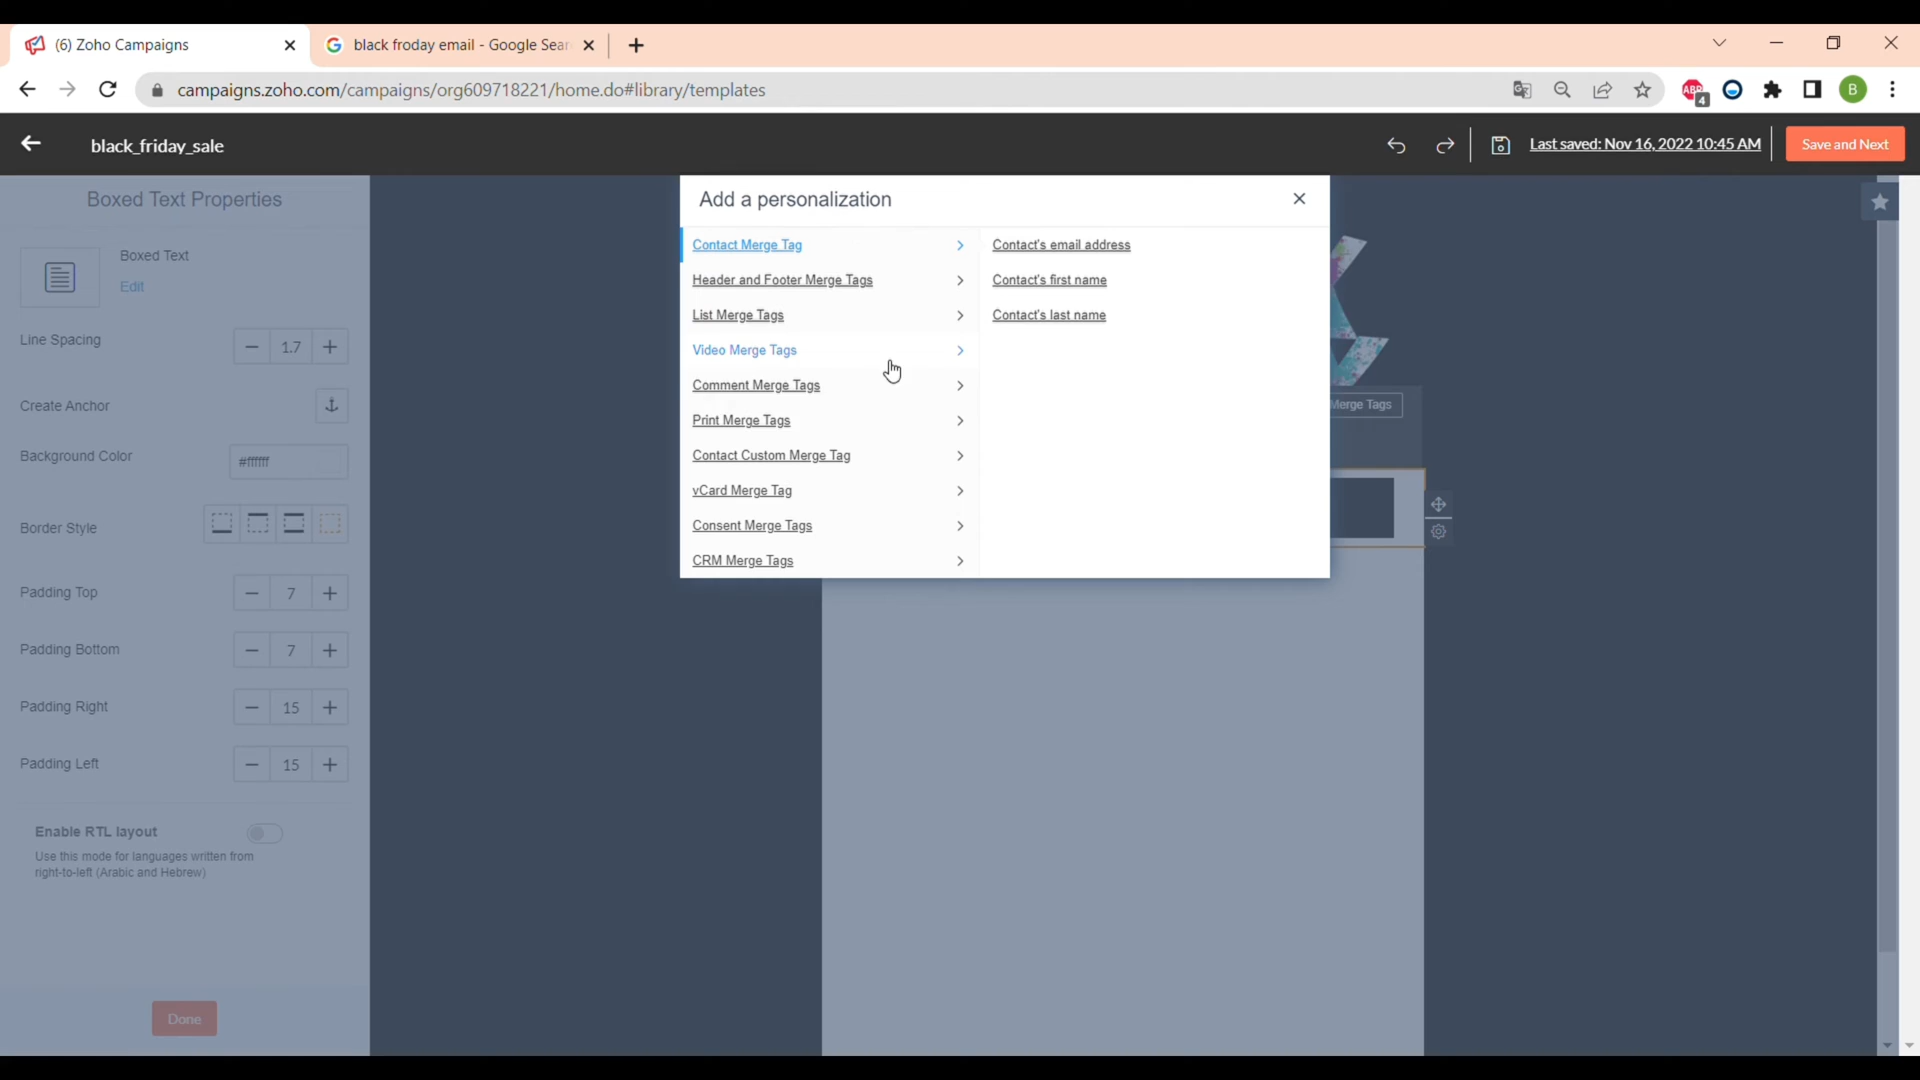 (6) Zoho Campaigns
black froday email - Google Sear
campaigns.zoho.com/campaigns/org609718221/home.do#library/templates
ABP
4
B
black_friday_sale
Last saved: Nov 16, 2022 10:45 AM
Save and Next
Boxed Text Properties
Boxed Text
Edit
Line Spacing
1.7
Create Anchor
Background Color
#ffffff
Border Style
Padding Top
7
Padding Bottom
7
Padding Right
15
Padding Left
15
Enable RTL layout
Use this mode for languages written from
right-to-left (Arabic and Hebrew)
Done
Add a personalization
Contact Merge Tag
Header and Footer Merge Tags
List Merge Tags
Video Merge Tags
Comment Merge Tags
Print Merge Tags
Contact Custom Merge Tag
vCard Merge Tag
Consent Merge Tags
CRM Merge Tags
Contact's email address
Contact's first name
Contact's last name
Merge Tags